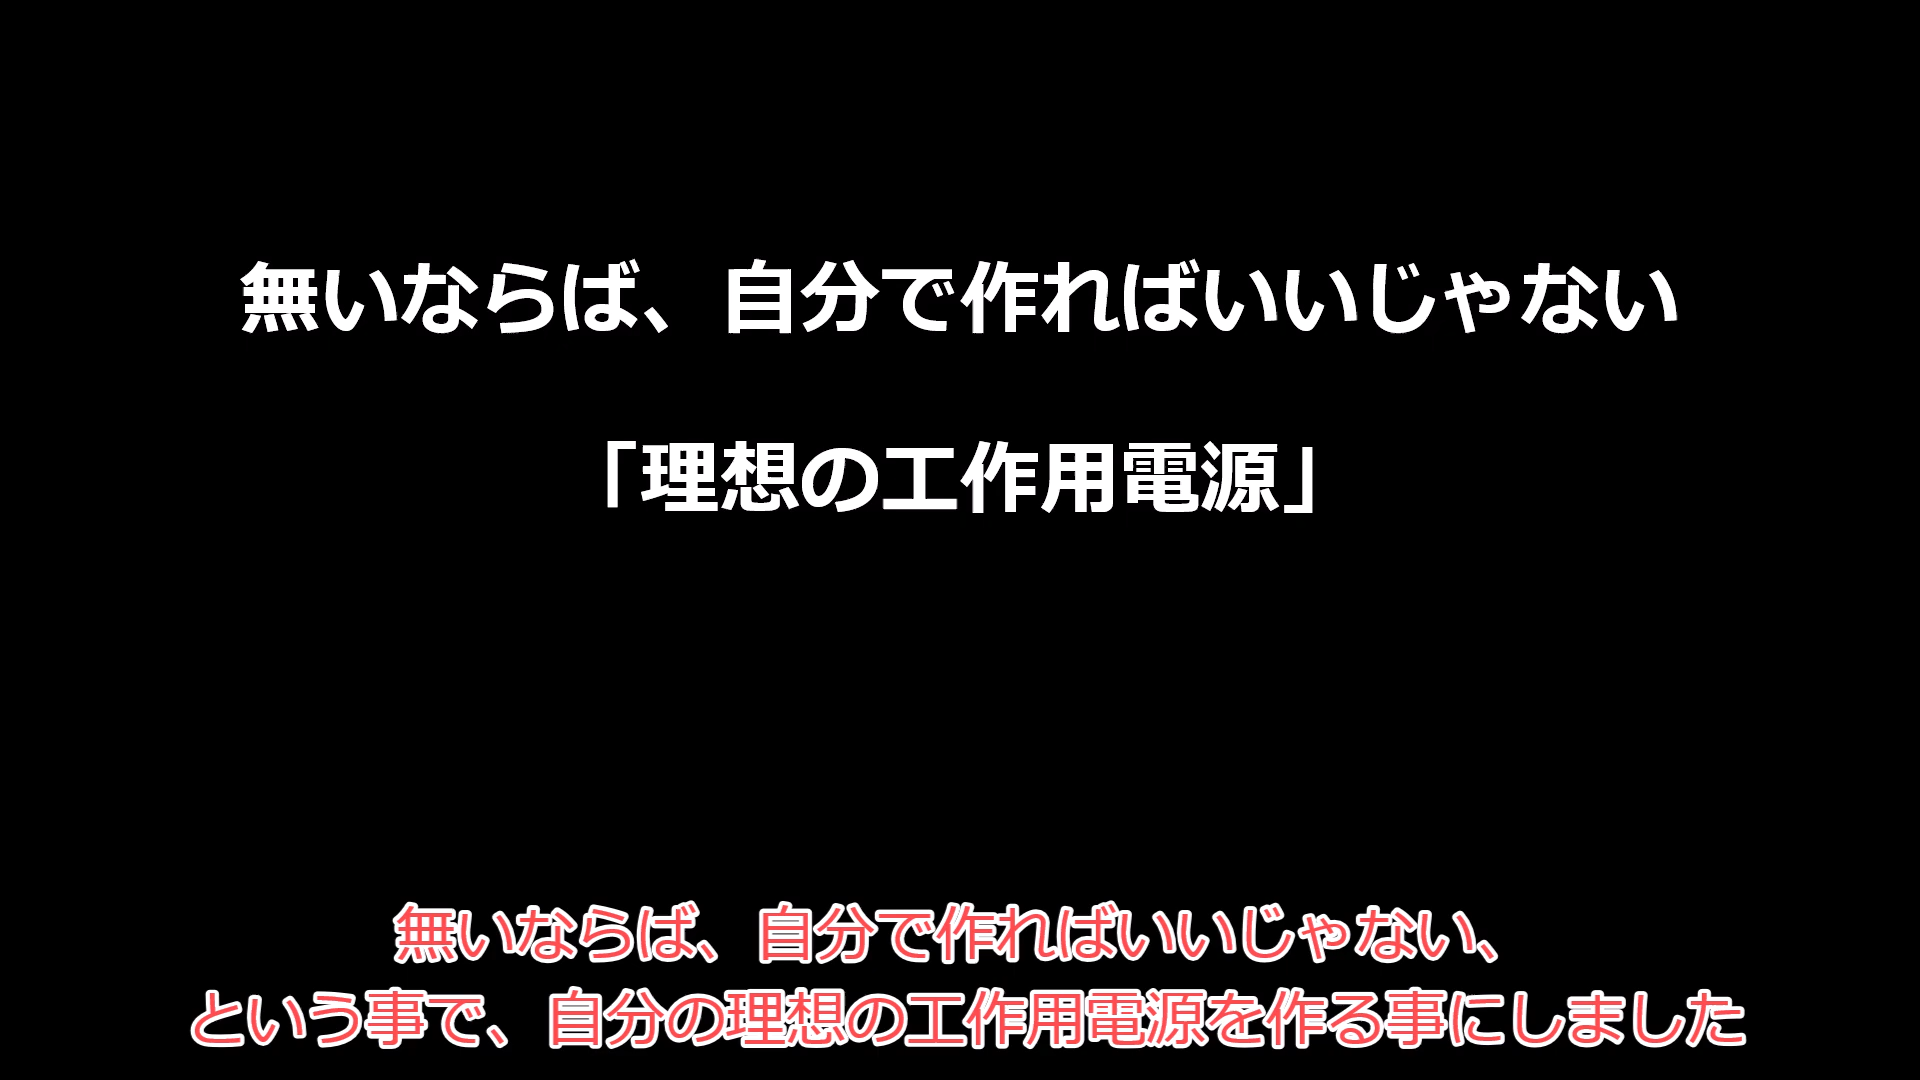 無いならば、自分で作ればいいじゃない
「理想の工作用電源」
無いならば、自分で作ればいいじゃない、
という事で、自分の理想の工作用電源を作る事にしました